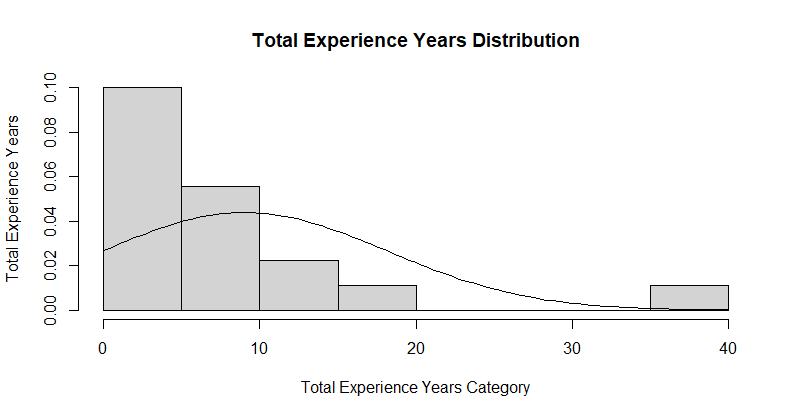 Total Experience Years Distribution
Total Experience Years
0.10
0.08
0.06
0.04
0.02
0.00
0 10 20 30 40
Total Experience Years Category